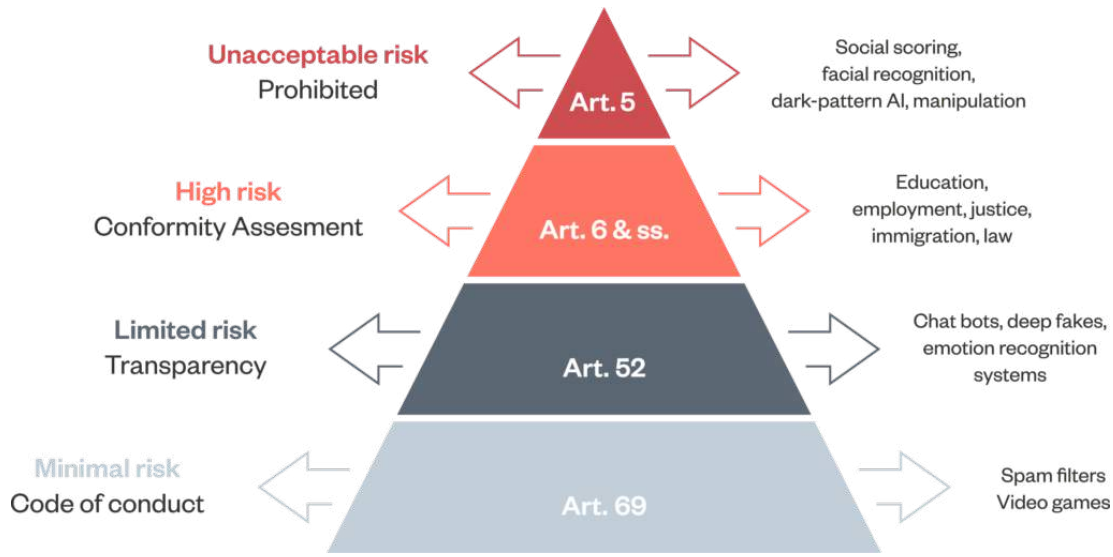 Unacceptable risk
Prohibited
Art. 5
Social scoring,
facial recognition,
dark-pattern AI, manipulation
High risk
Conformity Assesment
Art. 6 & ss.
Education,
employment, justice,
immigration, law
Limited risk
Transparency
Art. 52
Chat bots, deep fakes,
emotion recognition
systems
Minimal risk
Code of conduct
Art. 69
Spam filters
Video games